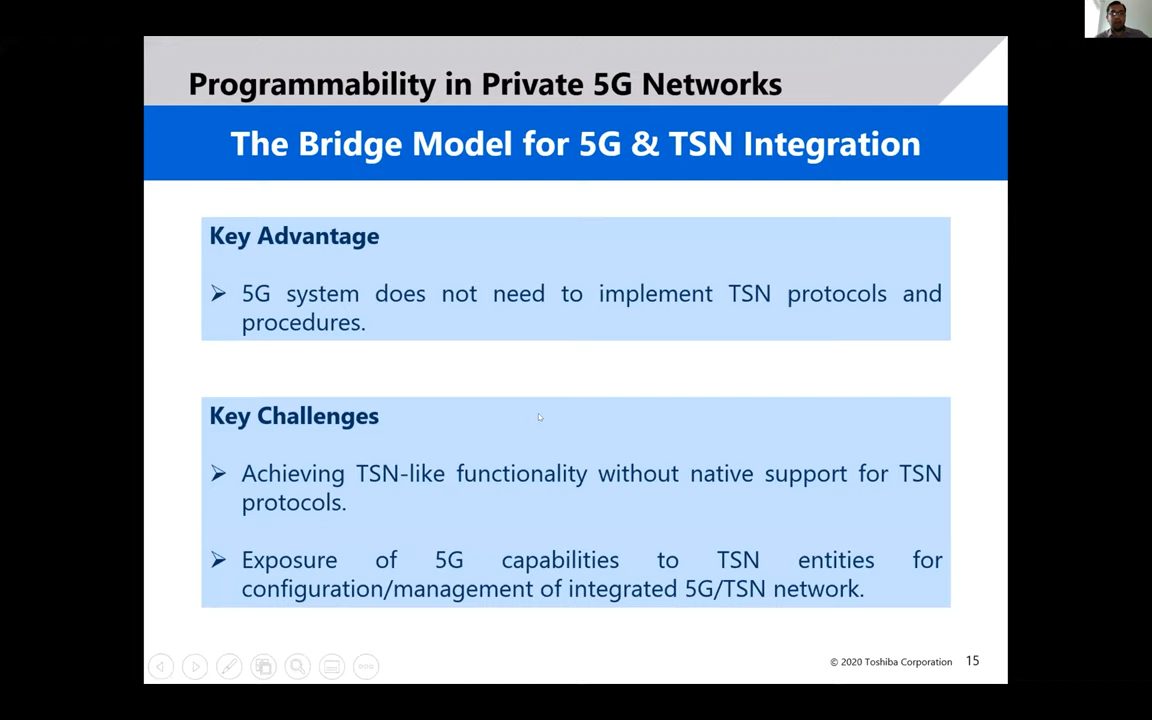 Programmability in Private 5G Networks
The Bridge Model for 5G & TSN Integration
Key Advantage
➢ 5G system does not need to implement TSN protocols and
procedures.
Key Challenges
➢ Achieving TSN-like functionality without native support for TSN
protocols.
➢ Exposure of 5G capabilities to TSN entities for
configuration/management of integrated 5G/TSN network.
© 2020 Toshiba Corporation 15